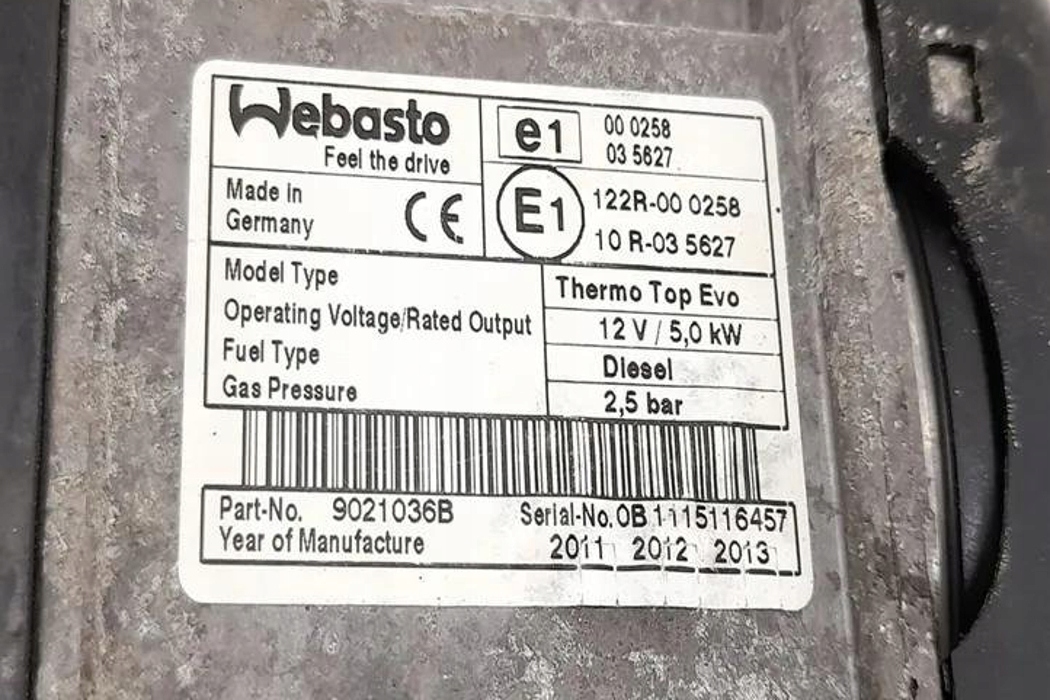 Webasto
Feel the drive
e1
00 0258
03 5627
Made in
Germany
CE
E1
122R-00 0258
10 R-03 5627
Model Type Thermo Top Evo
Operating Voltage/Rated Output 12 V / 5,0 kW
Fuel Type Diesel
Gas Pressure 2,5 bar
Part-No. 9021036B Serial-No. 0B 1115116457
Year of Manufacture 2011 2012 2013